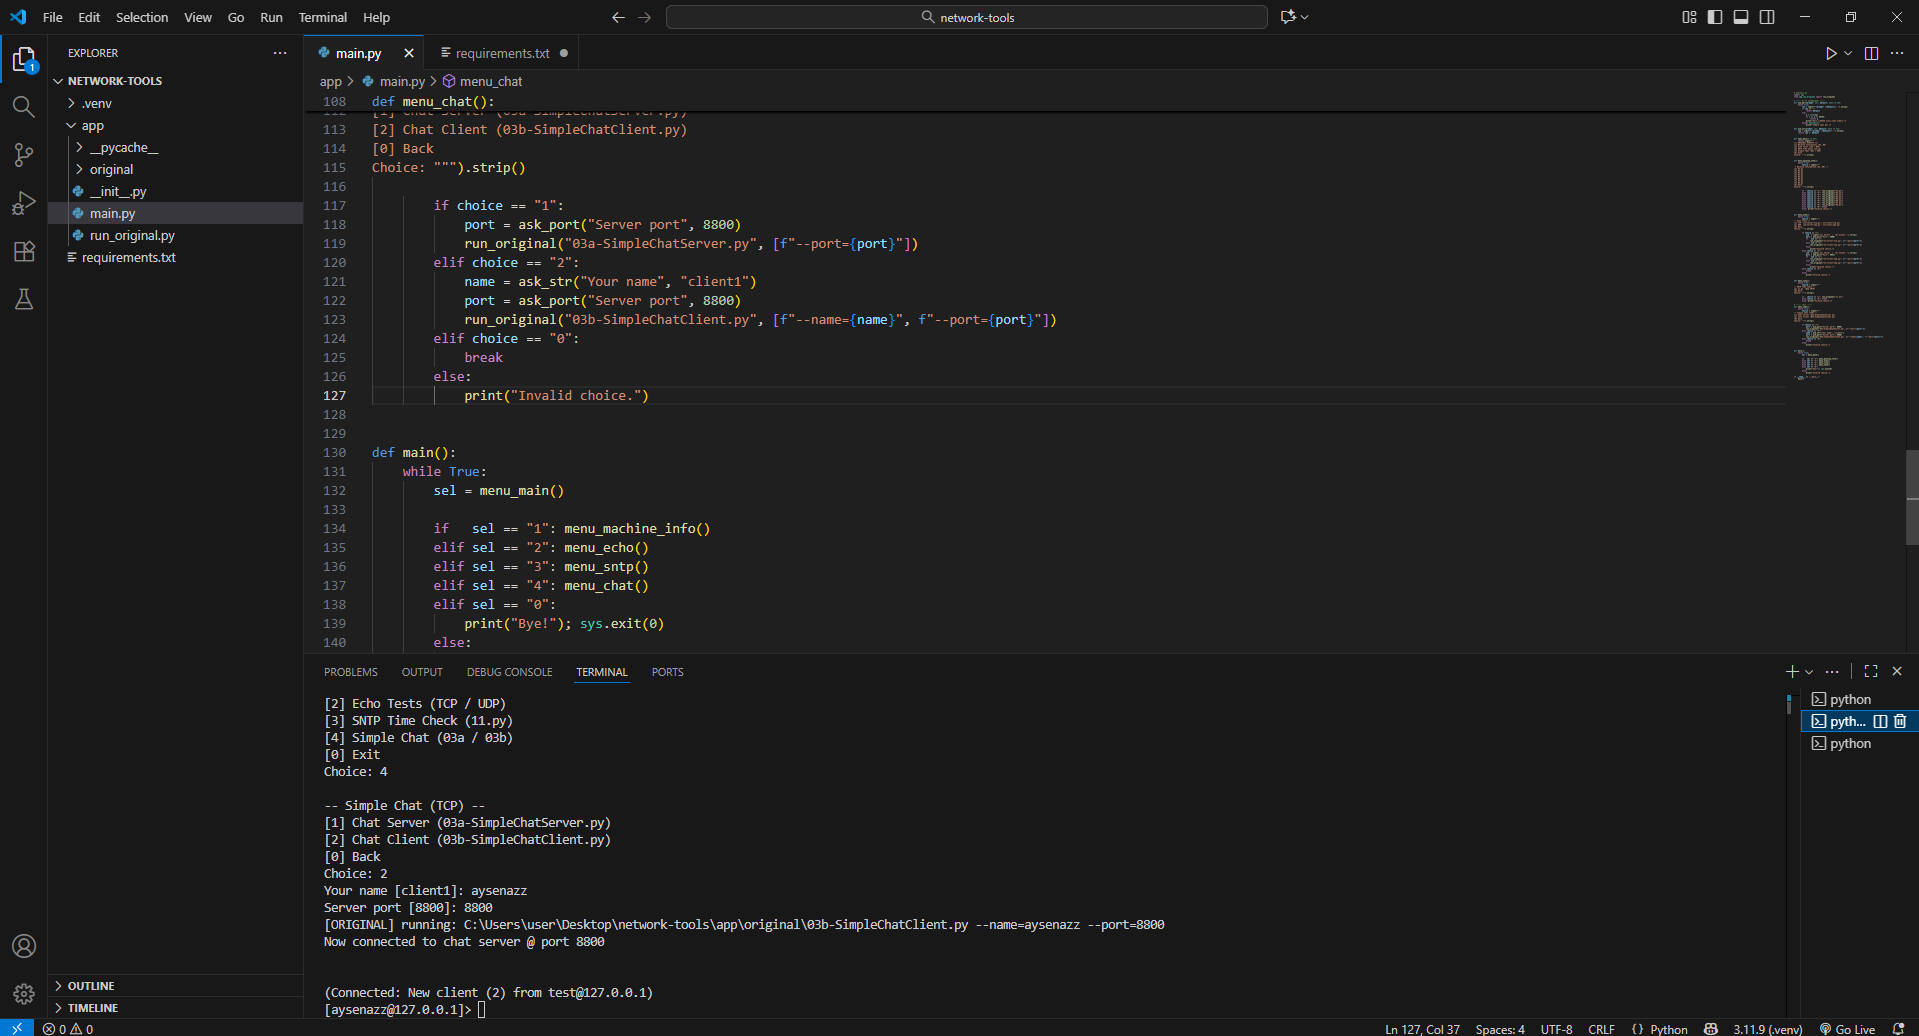 File Edit Selection View Go Run Terminal Help
network-tools
EXPLORER
main.py
requirements.txt
NETWORK-TOOLS
.venv
app
__pycache__
original
__init__.py
main.py
run_original.py
requirements.txt
app > main.py > menu_chat
108 def menu_chat():
112 [1] Chat Server (03a-SimpleChatServer.py)
113 [2] Chat Client (03b-SimpleChatClient.py)
114 [0] Back
115 Choice: """).strip()
116
117 if choice == "1":
118 port = ask_port("Server port", 8800)
119 run_original("03a-SimpleChatServer.py", [f"--port={port}"])
120 elif choice == "2":
121 name = ask_str("Your name", "client1")
122 port = ask_port("Server port", 8800)
123 run_original("03b-SimpleChatClient.py", [f"--name={name}", f"--port={port}"])
124 elif choice == "0":
125 break
126 else:
127 print("Invalid choice.")
128
129
130 def main():
131 while True:
132 sel = menu_main()
133
134 if   sel == "1": menu_machine_info()
135 elif sel == "2": menu_echo()
136 elif sel == "3": menu_sntp()
137 elif sel == "4": menu_chat()
138 elif sel == "0":
139 print("Bye!"); sys.exit(0)
140 else:
PROBLEMS OUTPUT DEBUG CONSOLE TERMINAL PORTS
[2] Echo Tests (TCP / UDP)
[3] SNTP Time Check (11.py)
[4] Simple Chat (03a / 03b)
[0] Exit
Choice: 4
-- Simple Chat (TCP) --
[1] Chat Server (03a-SimpleChatServer.py)
[2] Chat Client (03b-SimpleChatClient.py)
[0] Back
Choice: 2
Your name [client1]: aysenazz
Server port [8800]: 8800
[ORIGINAL] running: C:\Users\user\Desktop\network-tools\app\original\03b-SimpleChatClient.py --name=aysenazz --port=8800
Now connected to chat server @ port 8800
(Connected: New client (2) from test@127.0.0.1)
[aysenazz@127.0.0.1]>
python
pyth...
python
1
OUTLINE
TIMELINE
0 0
Ln 127, Col 37 Spaces: 4 UTF-8 CRLF {} Python 3.11.9 (.venv) Go Live